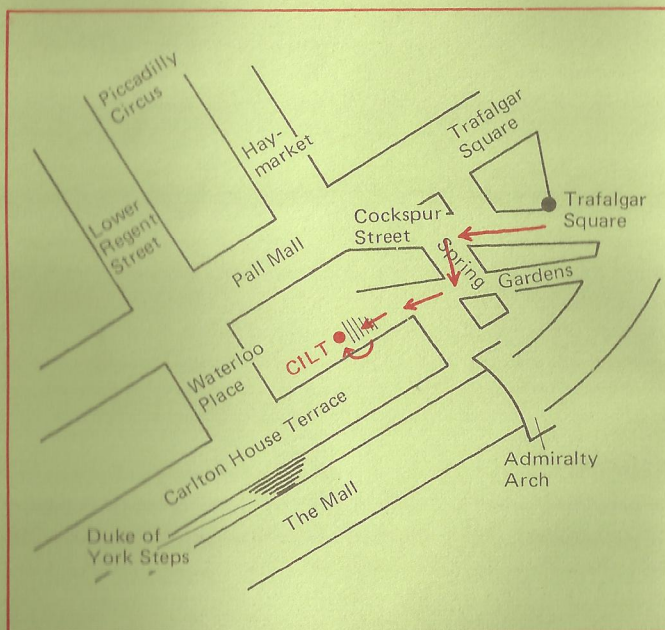 Piccadilly
Circus
Hay-
market
Trafalgar
Square
Lower
Regent
Street
Cockspur
Street
Trafalgar
Square
Pall Mall
Spring
Gardens
CILT
Waterloo
Place
Carlton House Terrace
The Mall
Admiralty
Arch
Duke of
York Steps